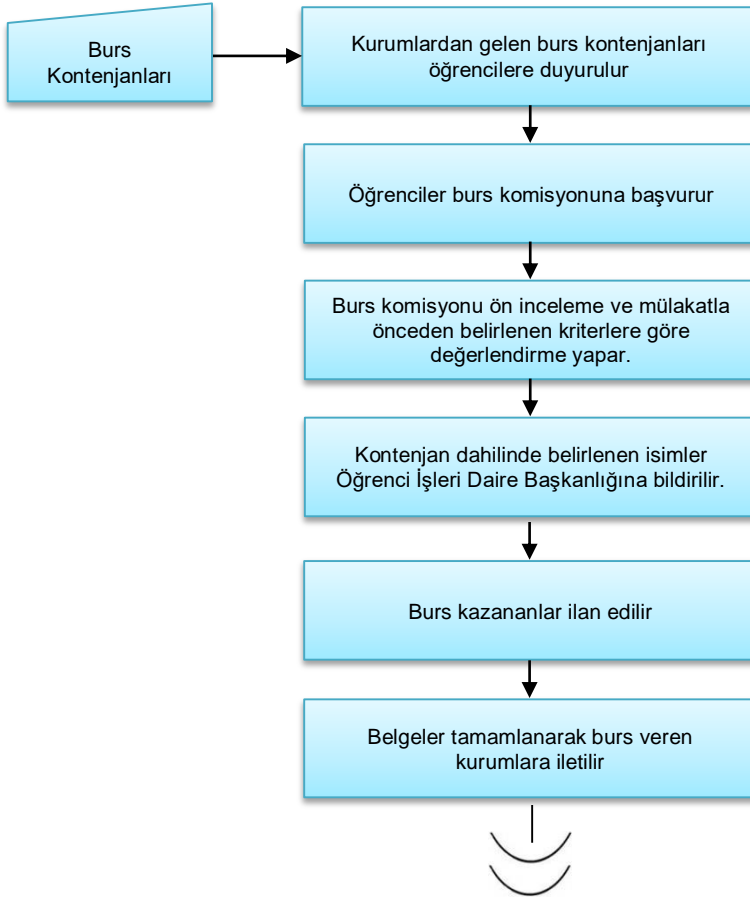 Burs
Kontenjanları
Kurumlardan gelen burs kontenjanları
öğrencilere duyurulur
Öğrenciler burs komisyonuna başvurur
Burs komisyonu ön inceleme ve mülakatla
önceden belirlenen kriterlere göre
değerlendirme yapar.
Kontenjan dahilinde belirlenen isimler
Öğrenci İşleri Daire Başkanlığına bildirilir.
Burs kazananlar ilan edilir
Belgeler tamamlanarak burs veren
kurumlara iletilir